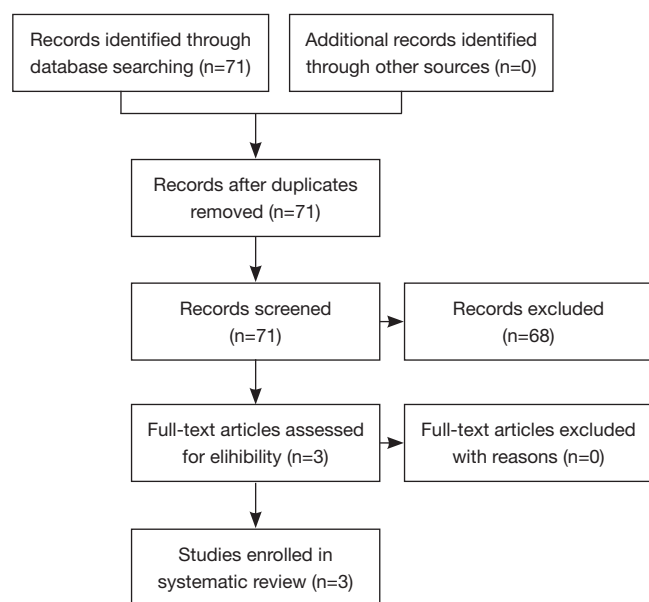 Records identified through
database searching (n=71)
Additional records identified
through other sources (n=0)
Records after duplicates
removed (n=71)
Records screened
(n=71)
Records excluded
(n=68)
Full-text articles assessed
for elihibility (n=3)
Full-text articles excluded
with reasons (n=0)
Studies enrolled in
systematic review (n=3)